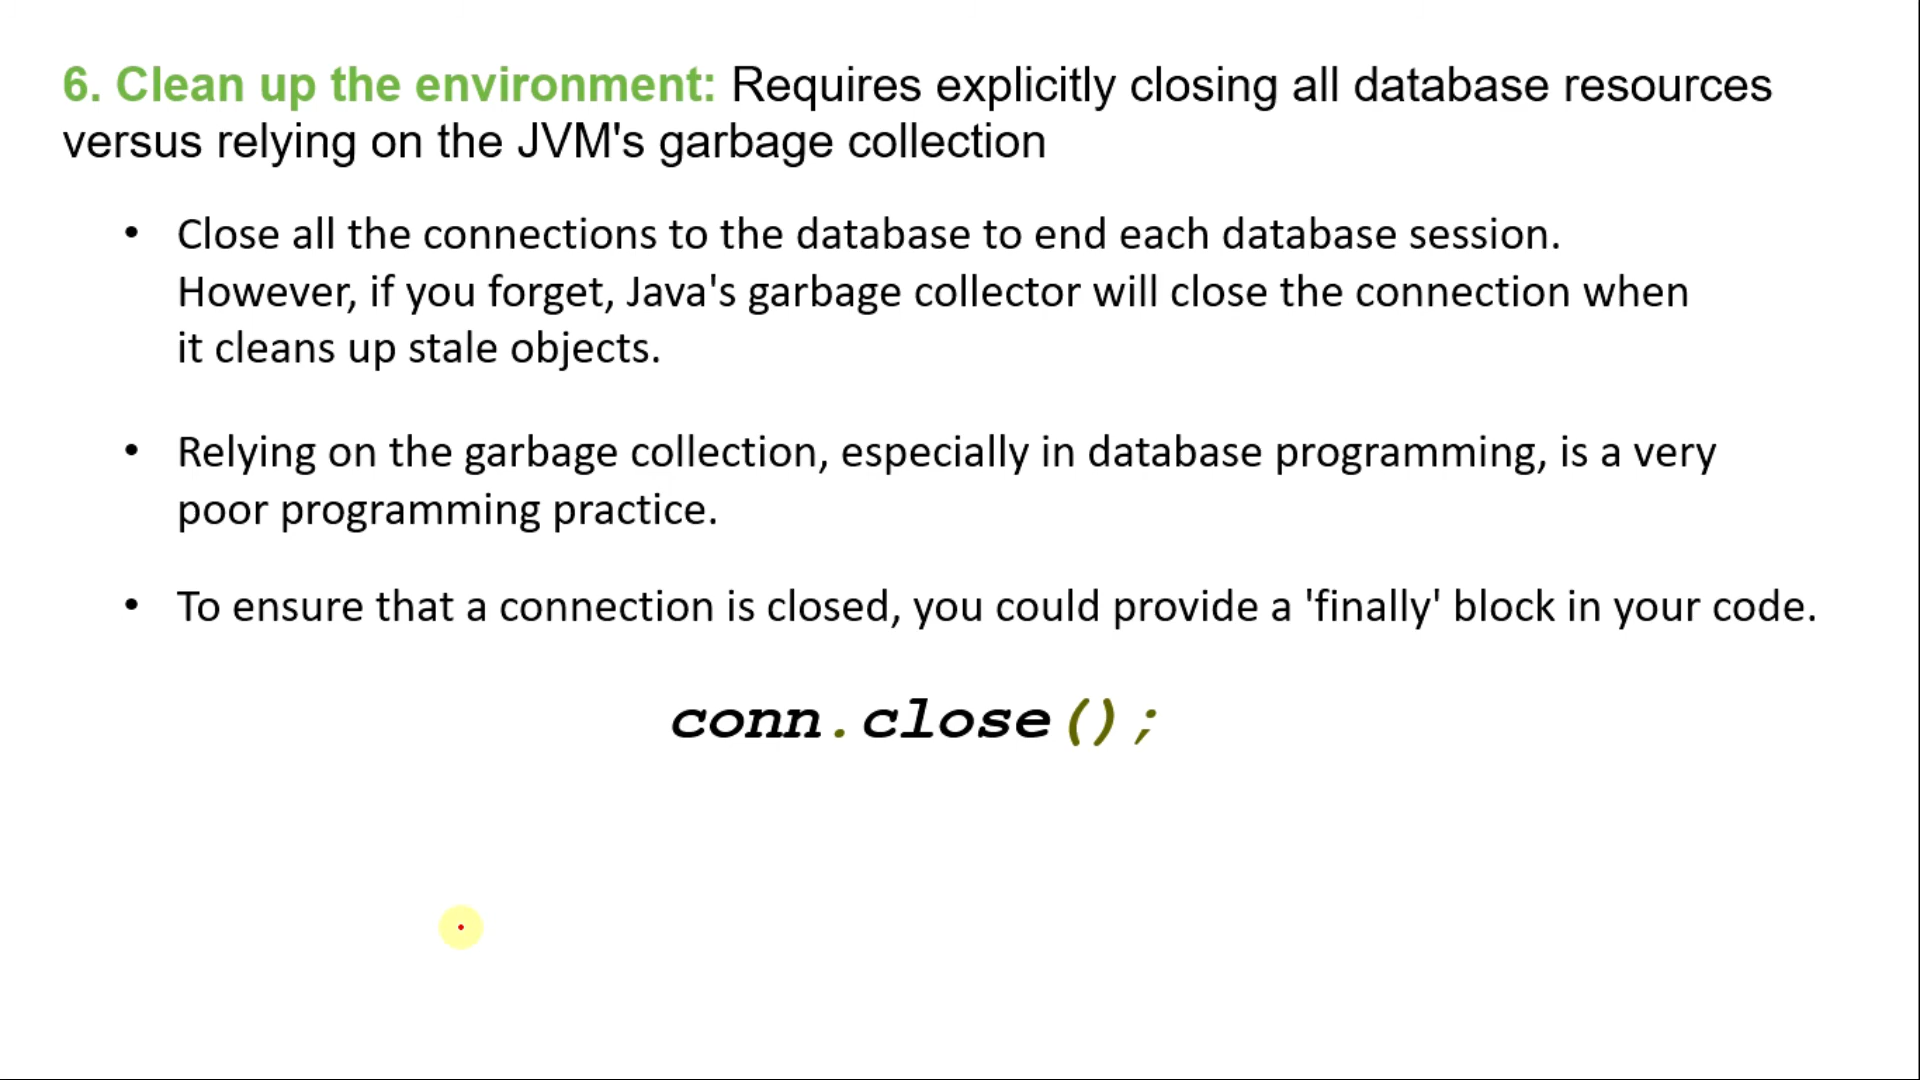 6. Clean up the environment: Requires explicitly closing all database resources
versus relying on the JVM's garbage collection
• Close all the connections to the database to end each database session.
However, if you forget, Java's garbage collector will close the connection when
it cleans up stale objects.
• Relying on the garbage collection, especially in database programming, is a very
poor programming practice.
• To ensure that a connection is closed, you could provide a 'finally' block in your code.
conn.close();